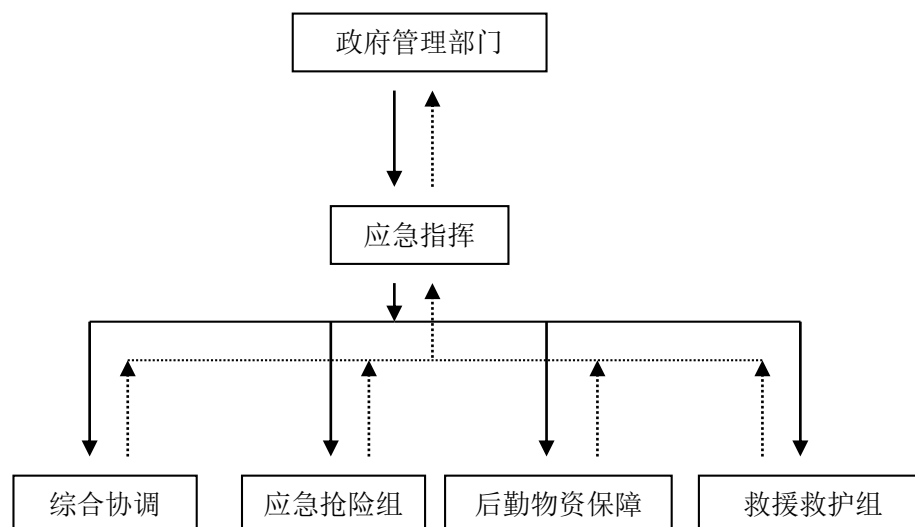 政府管理部门
应急指挥
综合协调
应急抢险组
后勤物资保障
救援救护组